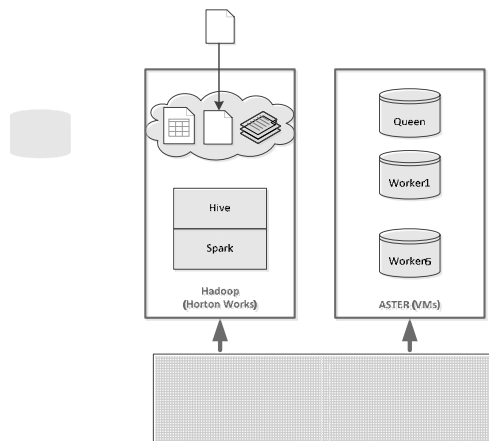 Queen
Worker1
Hive
Spark
Worker6
Hadoop
(Horton Works)
ASTER (VMs)